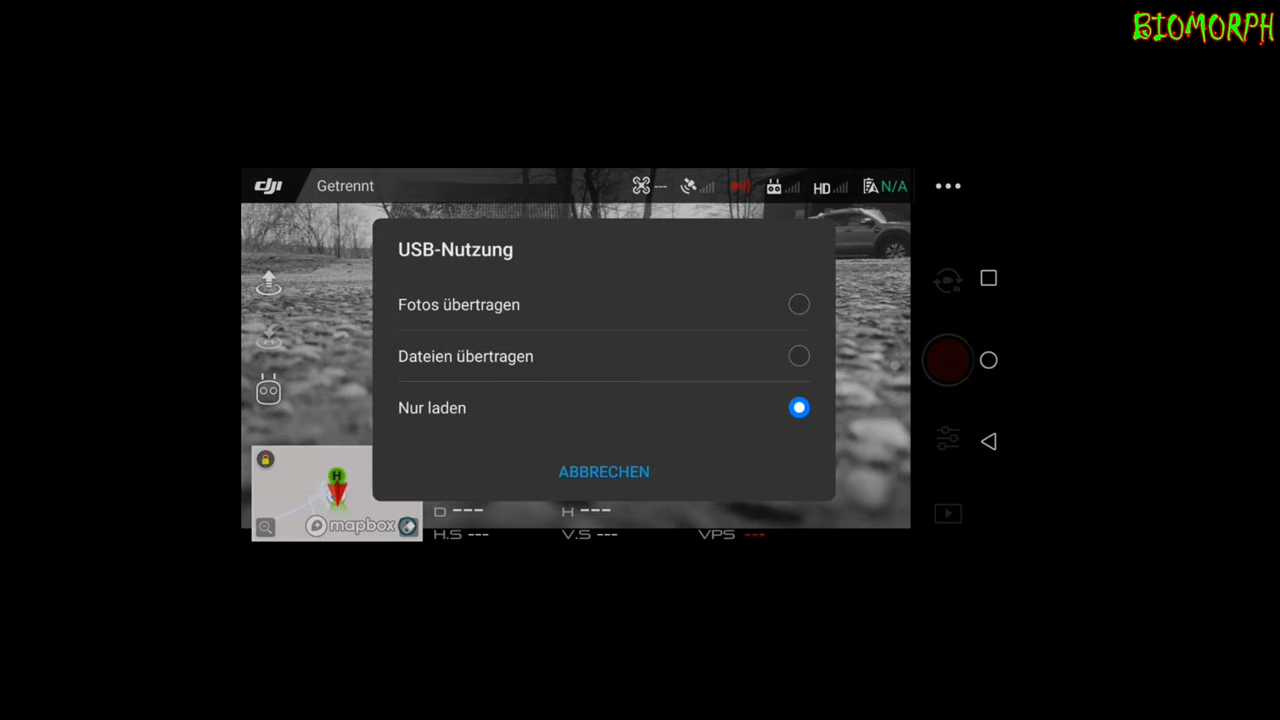 BIOMORPH
dji Getrennt --- HD N/A
USB-Nutzung
Fotos übertragen
Dateien übertragen
Nur laden
ABBRECHEN
H
mapbox
D --- H ---
H.S --- V.S --- VPS ---